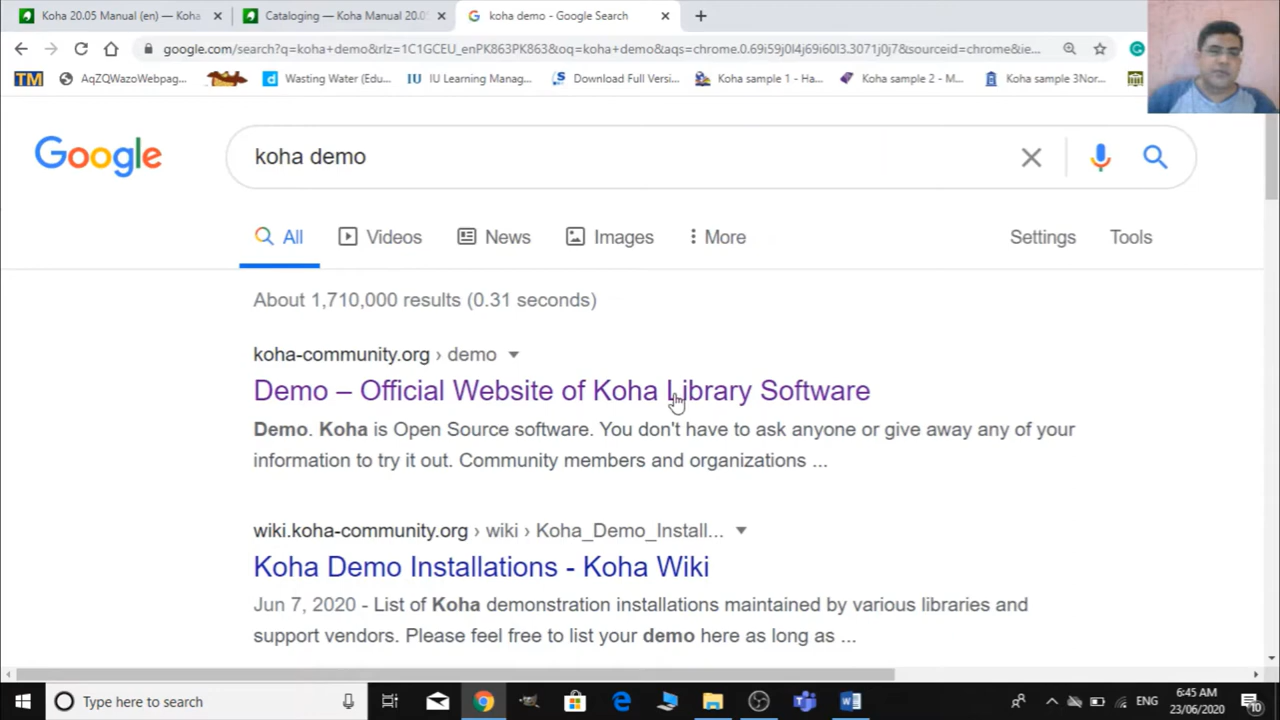 Koha 20.05 Manual (en) — Koha
Cataloging — Koha Manual 20.05
koha demo - Google Search
google.com/search?q=koha+demo&rlz=1C1GCEU_enPK863PK863&oq=koha+demo&aqs=chrome.0.69i59j0l4j69i60l3.3071j0j7&sourceid=chrome&ie...
TM
AqZQWazoWebpag...
Wasting Water (Edu...
IU IU Learning Manag...
Download Full Versi...
Koha sample 1 - Ha...
Koha sample 2 - M...
Koha sample 3Nor...
Google
koha demo
All
Videos
News
Images
More
Settings
Tools
About 1,710,000 results (0.31 seconds)
koha-community.org › demo
Demo – Official Website of Koha Library Software
Demo. Koha is Open Source software. You don't have to ask anyone or give away any of your
information to try it out. Community members and organizations ...
wiki.koha-community.org › wiki › Koha_Demo_Install...
Koha Demo Installations - Koha Wiki
Jun 7, 2020 - List of Koha demonstration installations maintained by various libraries and
support vendors. Please feel free to list your demo here as long as ...
Type here to search
ENG
6:45 AM
23/06/2020
10